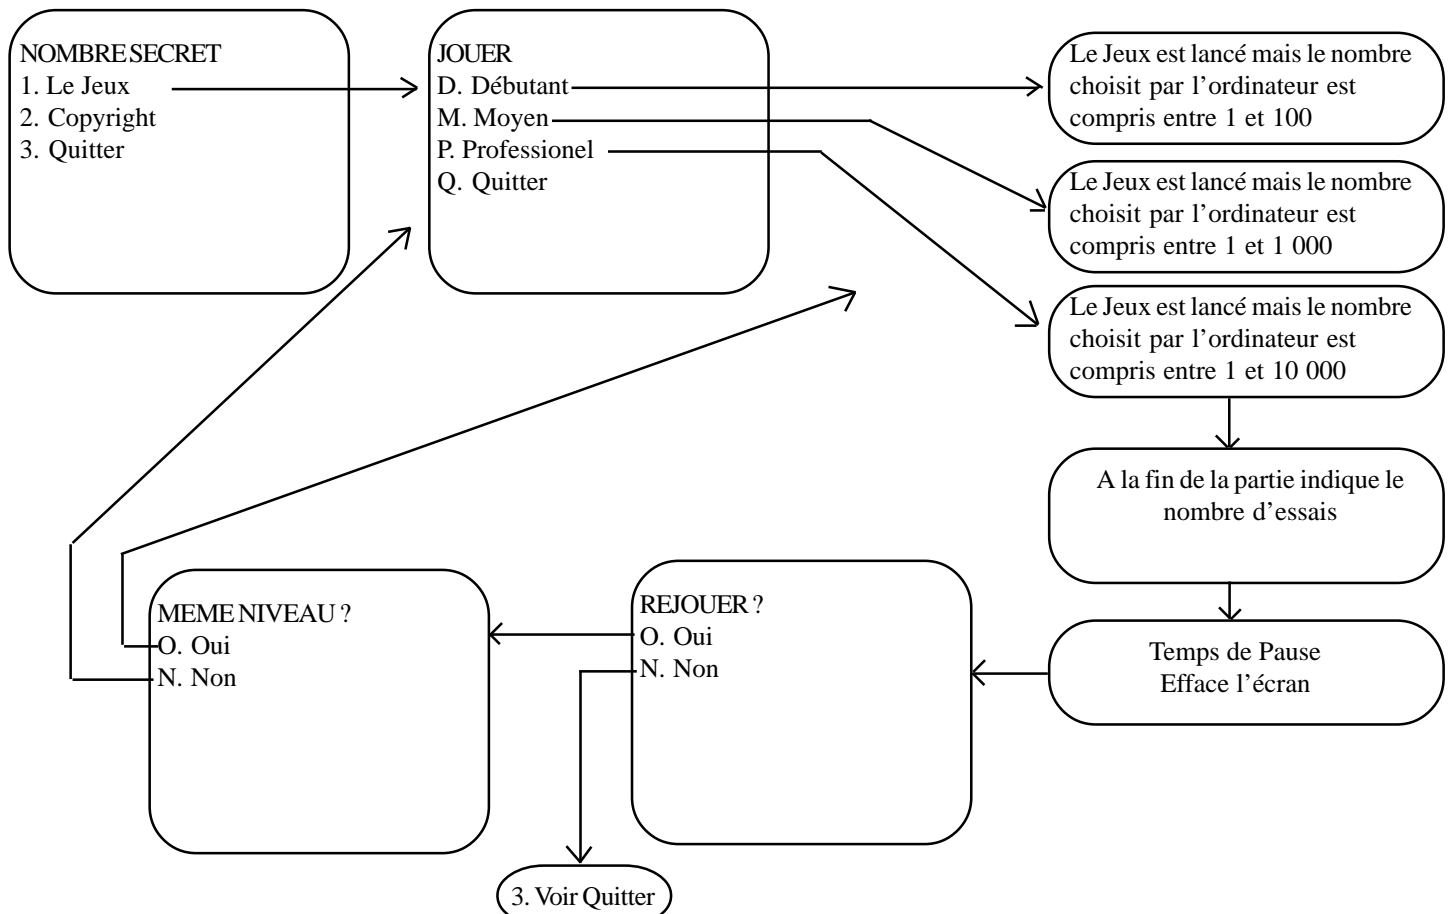 NOMBRE SECRET
1. Le Jeux
2. Copyright
3. Quitter
JOUER
D. Débutant
M. Moyen
P. Professionel
Q. Quitter
Le Jeux est lancé mais le nombre
choisit par l’ordinateur est
compris entre 1 et 100
Le Jeux est lancé mais le nombre
choisit par l’ordinateur est
compris entre 1 et 1 000
Le Jeux est lancé mais le nombre
choisit par l’ordinateur est
compris entre 1 et 10 000
A la fin de la partie indique le
nombre d’essais
Temps de Pause
Efface l’écran
REJOUER ?
O. Oui
N. Non
MEME NIVEAU ?
O. Oui
N. Non
3. Voir Quitter